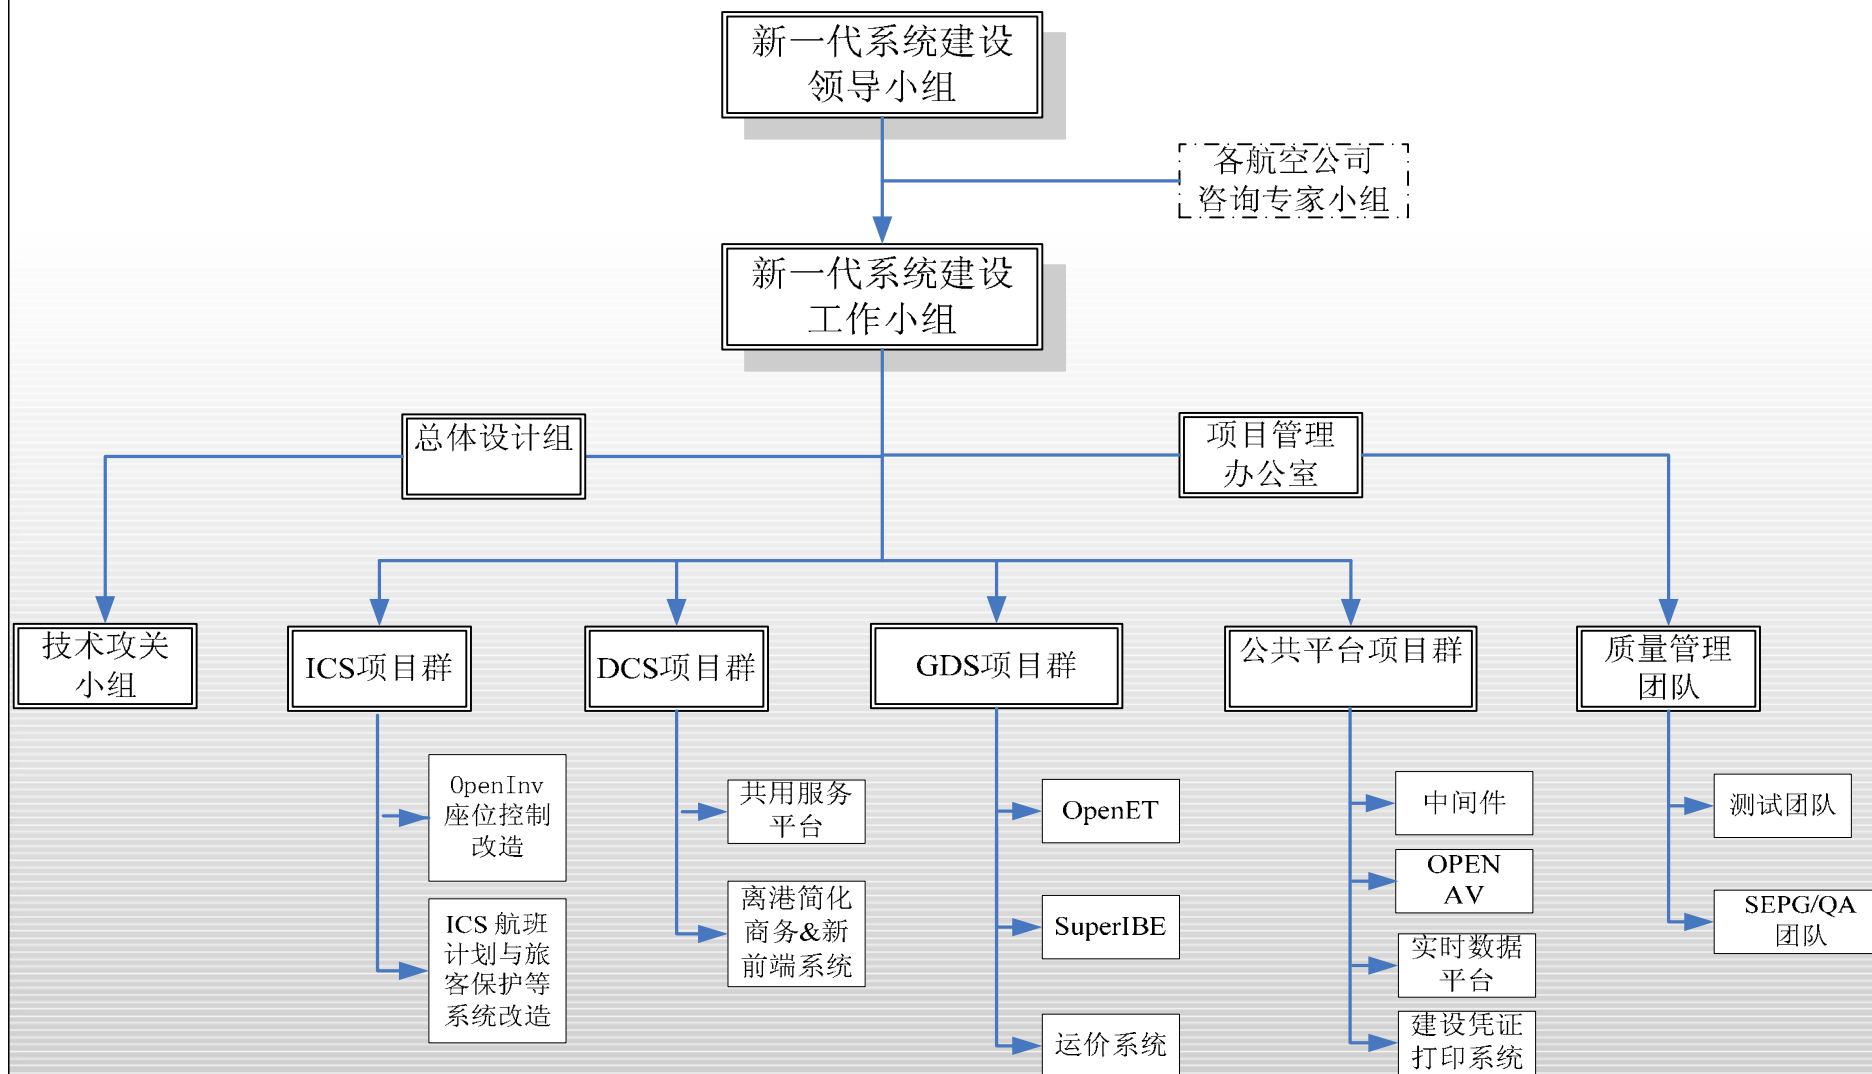 新一代系统建设
领导小组
各航空公司
咨询专家小组
新一代系统建设
工作小组
总体设计组
项目管理
办公室
技术攻关
小组
ICS项目群
DCS项目群
GDS项目群
公共平台项目群
质量管理
团队
OpenInv
座位控制
改造
ICS 航班
计划与旅
客保护等
系统改造
共用服务
平台
离港简化
商务&新
前端系统
OpenET
SuperIBE
运价系统
中间件
OPEN
AV
实时数据
平台
建设凭证
打印系统
测试团队
SEPG/QA
团队